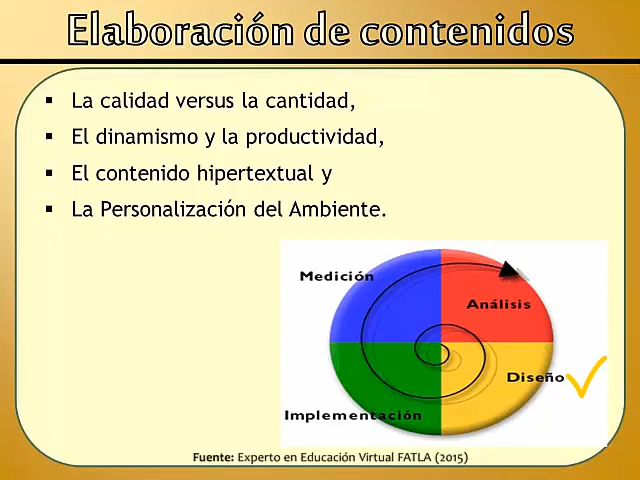 Elaboración de contenidos
▪ La calidad versus la cantidad,
▪ El dinamismo y la productividad,
▪ El contenido hipertextual y
▪ La Personalización del Ambiente.
Medición
Análisis
Diseño
Implementación
Fuente: Experto en Educación Virtual FATLA (2015)